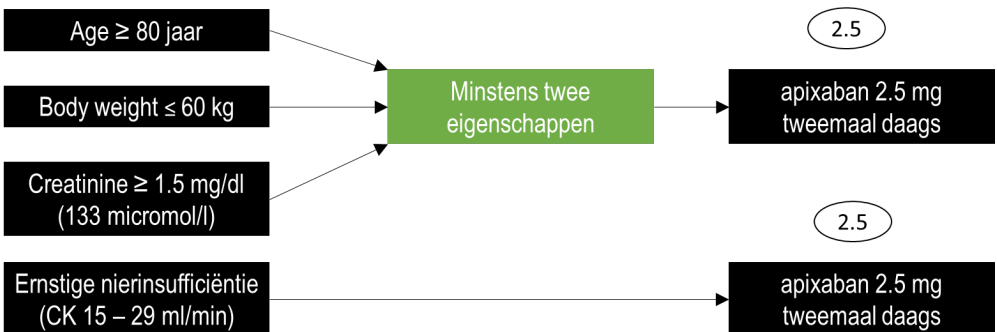 Age ≥ 80 jaar
Body weight ≤ 60 kg
Creatinine ≥ 1.5 mg/dl
(133 micromol/l)
Minstens twee
eigenschappen
2.5
apixaban 2.5 mg
tweemaal daags
Ernstige nierinsufficiëntie
(CK 15 – 29 ml/min)
2.5
apixaban 2.5 mg
tweemaal daags